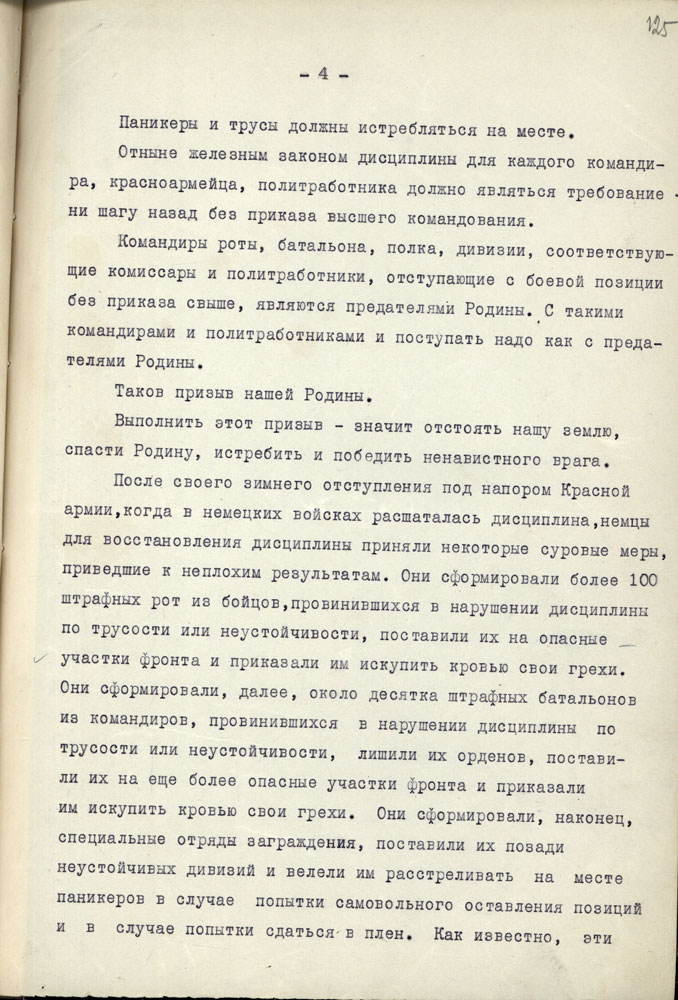 125
- 4 -
Паникеры и трусы должны истребляться на месте.
Отныне железным законом дисциплины для каждого команди-
ра, красноармейца, политработника должно являться требование -
ни шагу назад без приказа высшего командования.
Командиры роты, батальона, полка, дивизии, соответствую-
щие комиссары и политработники, отступающие с боевой позиции
без приказа свыше, являются предателями Родины. С такими
командирами и политработниками и поступать надо как с преда-
телями Родины.
Таков призыв нашей Родины.
Выполнить этот призыв - значит отстоять нашу землю,
спасти Родину, истребить и победить ненавистного врага.
После своего зимнего отступления под напором Красной
армии,когда в немецких войсках расшаталась дисциплина,немцы
для восстановления дисциплины приняли некоторые суровые меры,
приведшие к неплохим результатам. Они сформировали более 100
штрафных рот из бойцов,провинившихся в нарушении дисциплины
по трусости или неустойчивости, поставили их на опасные
участки фронта и приказали им искупить кровью свои грехи.
Они сформировали, далее, около десятка штрафных батальонов
из командиров, провинившихся в нарушении дисциплины по
трусости или неустойчивости, лишили их орденов, постави-
ли их на еще более опасные участки фронта и приказали
им искупить кровью свои грехи. Они сформировали, наконец,
специальные отряды заграждения, поставили их позади
неустойчивых дивизий и велели им расстреливать на месте
паникеров в случае попытки самовольного оставления позиций
и в случае попытки сдаться в плен. Как известно, эти